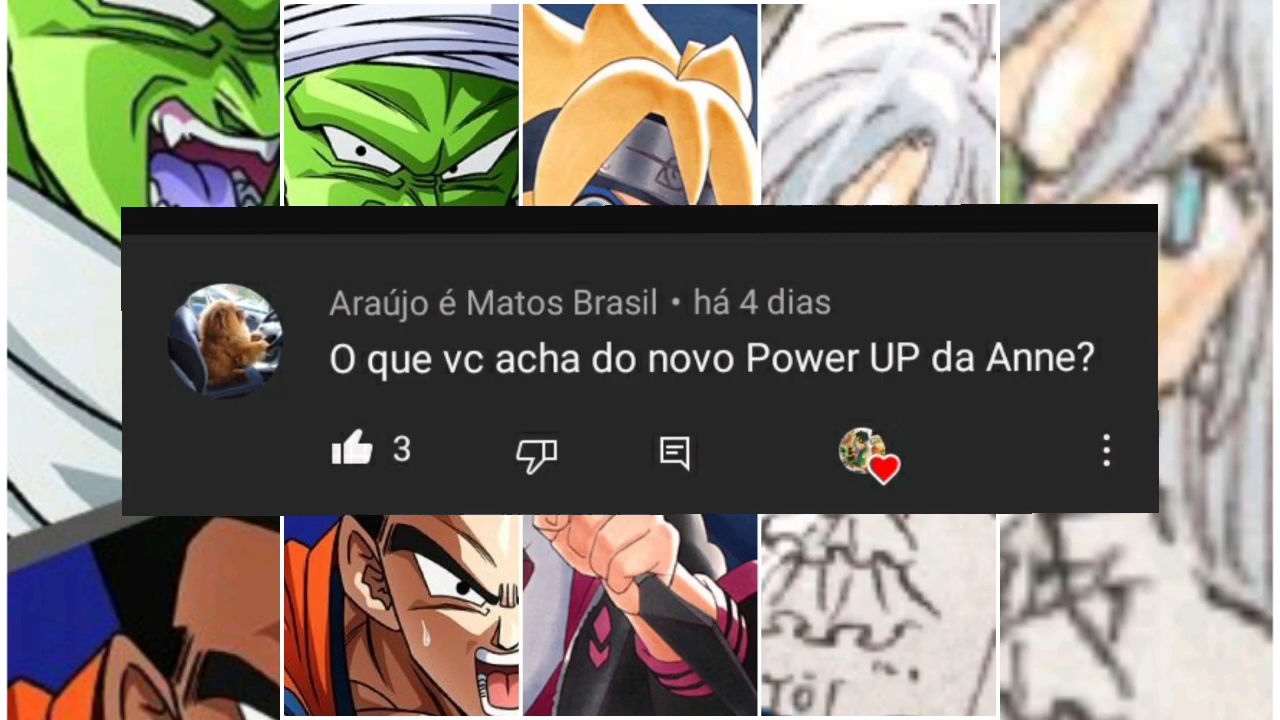 Araújo é Matos Brasil • há 4 dias
O que vc acha do novo Power UP da Anne?
3